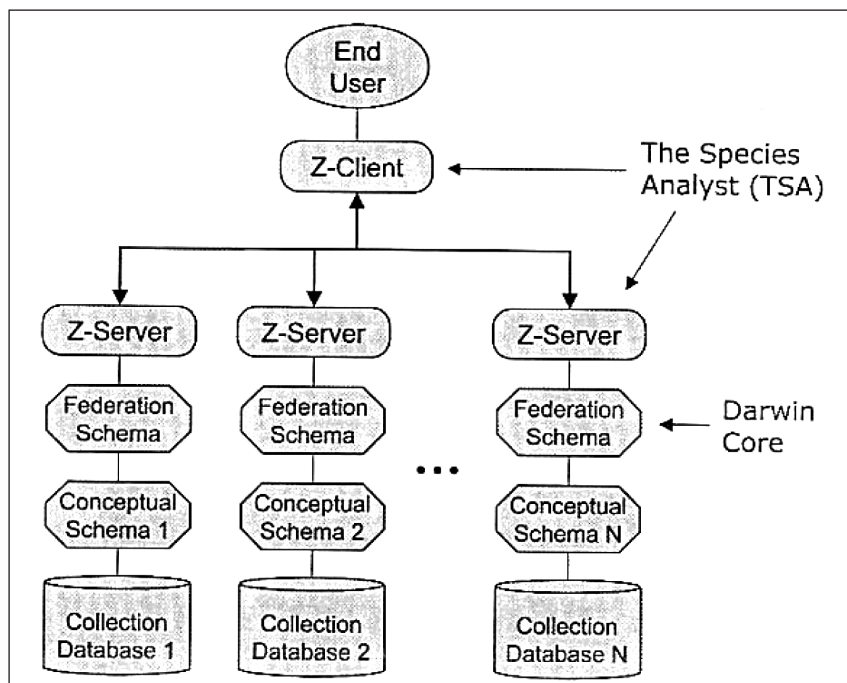 End
User
Z-Client
The Species
Analyst (TSA)
Z-Server
Z-Server
Z-Server
Federation
Schema
Federation
Schema
Federation
Schema
Darwin
Core
...
Conceptual
Schema 1
Conceptual
Schema 2
Conceptual
Schema N
Collection
Database 1
Collection
Database 2
Collection
Database N